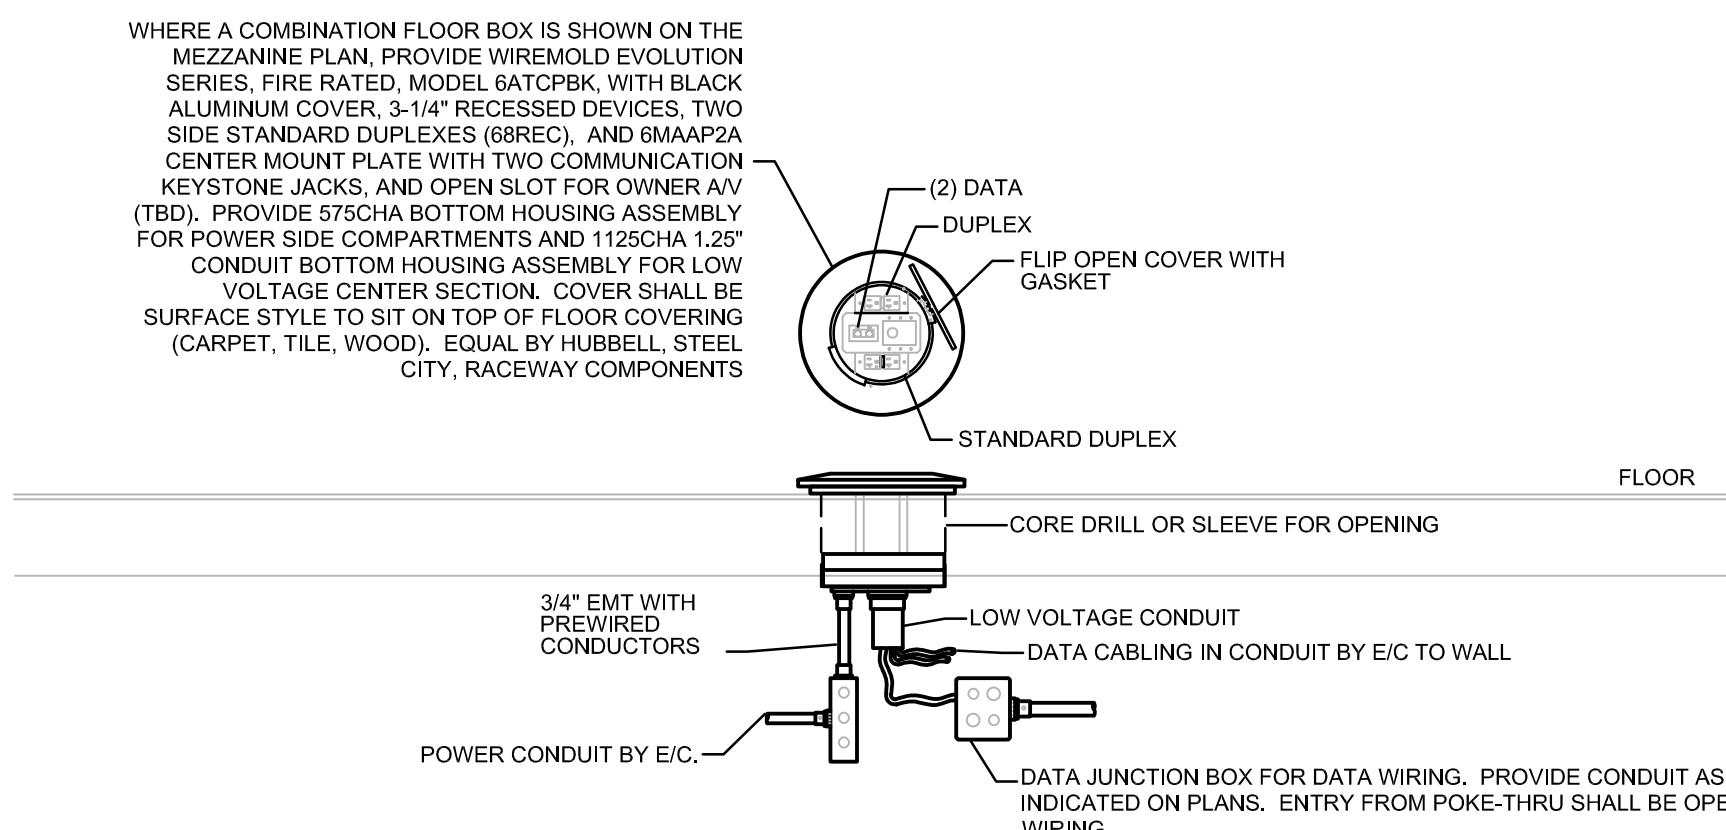 WHERE A COMBINATION FLOOR BOX IS SHOWN ON THE
MEZZANINE PLAN, PROVIDE WIREMOLD EVOLUTION
SERIES, FIRE RATED, MODEL 6ATCPBK, WITH BLACK
ALUMINUM COVER, 3-1/4" RECESSED DEVICES, TWO
SIDE STANDARD DUPLEXES (68REC), AND 6MAAP2A
CENTER MOUNT PLATE WITH TWO COMMUNICATION
KEYSTONE JACKS, AND OPEN SLOT FOR OWNER A/V
(TBD). PROVIDE 575CHA BOTTOM HOUSING ASSEMBLY
FOR POWER SIDE COMPARTMENTS AND 1125CHA 1.25"
CONDUIT BOTTOM HOUSING ASSEMBLY FOR LOW
VOLTAGE CENTER SECTION. COVER SHALL BE
SURFACE STYLE TO SIT ON TOP OF FLOOR COVERING
(CARPET, TILE, WOOD). EQUAL BY HUBBELL, STEEL
CITY, RACEWAY COMPONENTS
(2) DATA
DUPLEX
FLIP OPEN COVER WITH
GASKET
STANDARD DUPLEX
FLOOR
CORE DRILL OR SLEEVE FOR OPENING
3/4" EMT WITH
PREWIRED
CONDUCTORS
LOW VOLTAGE CONDUIT
DATA CABLING IN CONDUIT BY E/C TO WALL
POWER CONDUIT BY E/C.
DATA JUNCTION BOX FOR DATA WIRING. PROVIDE CONDUIT AS
INDICATED ON PLANS. ENTRY FROM POKE-THRU SHALL BE OPE
WIRING